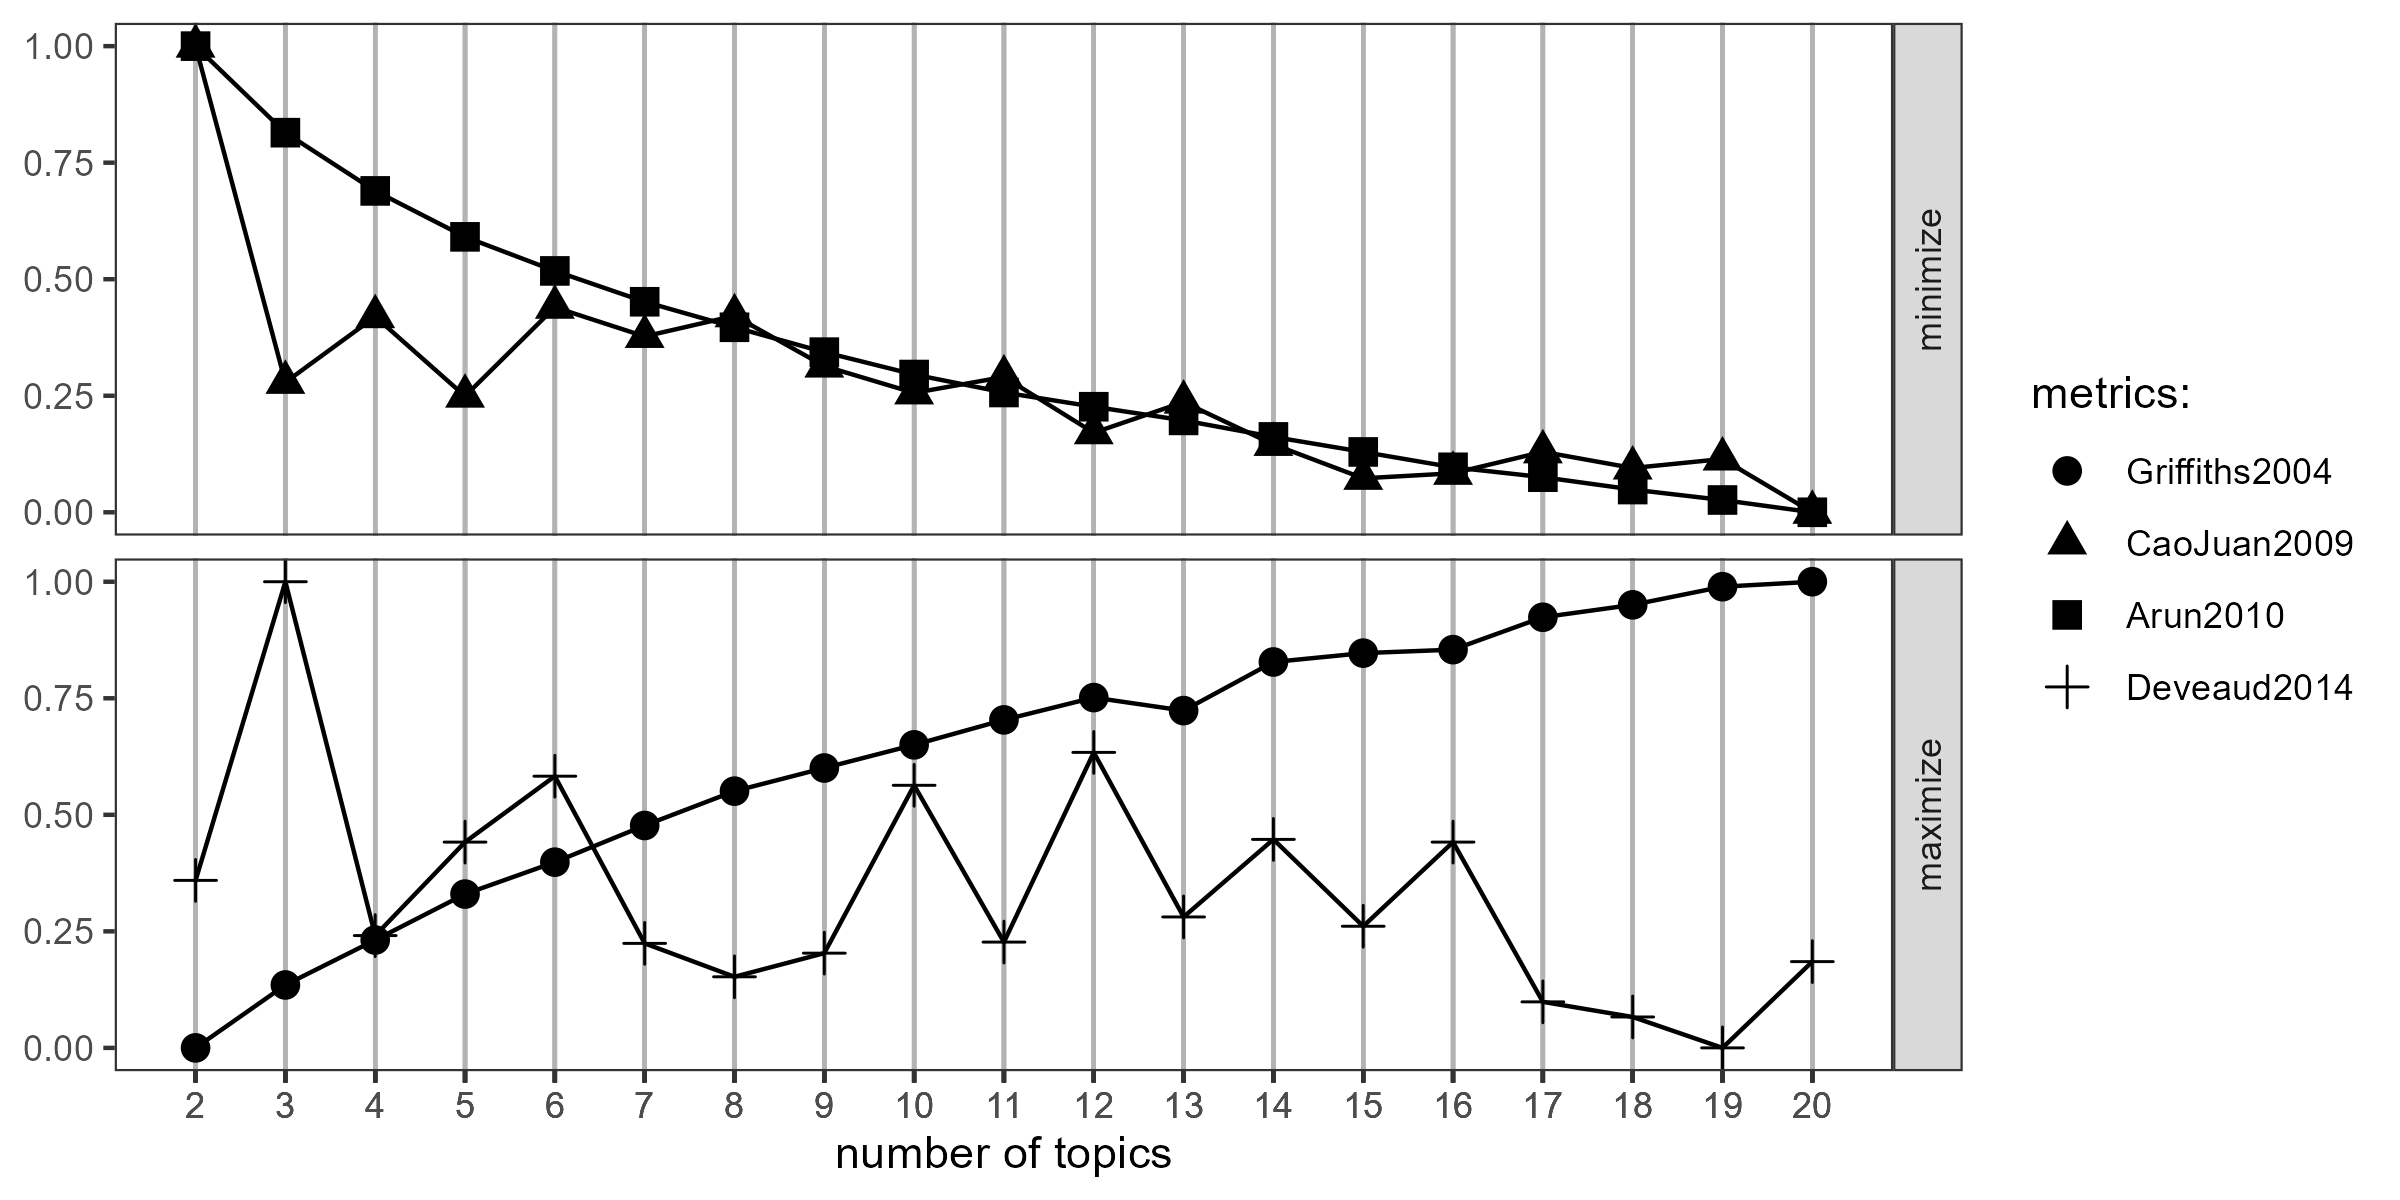 1.00
0.75
0.50
0.25
0.00
minimize
1.00
0.75
0.50
0.25
0.00
maximize
2 3 4 5 6 7 8 9 10 11 12 13 14 15 16 17 18 19 20
number of topics
metrics:
Griffiths2004
CaoJuan2009
Arun2010
Deveaud2014